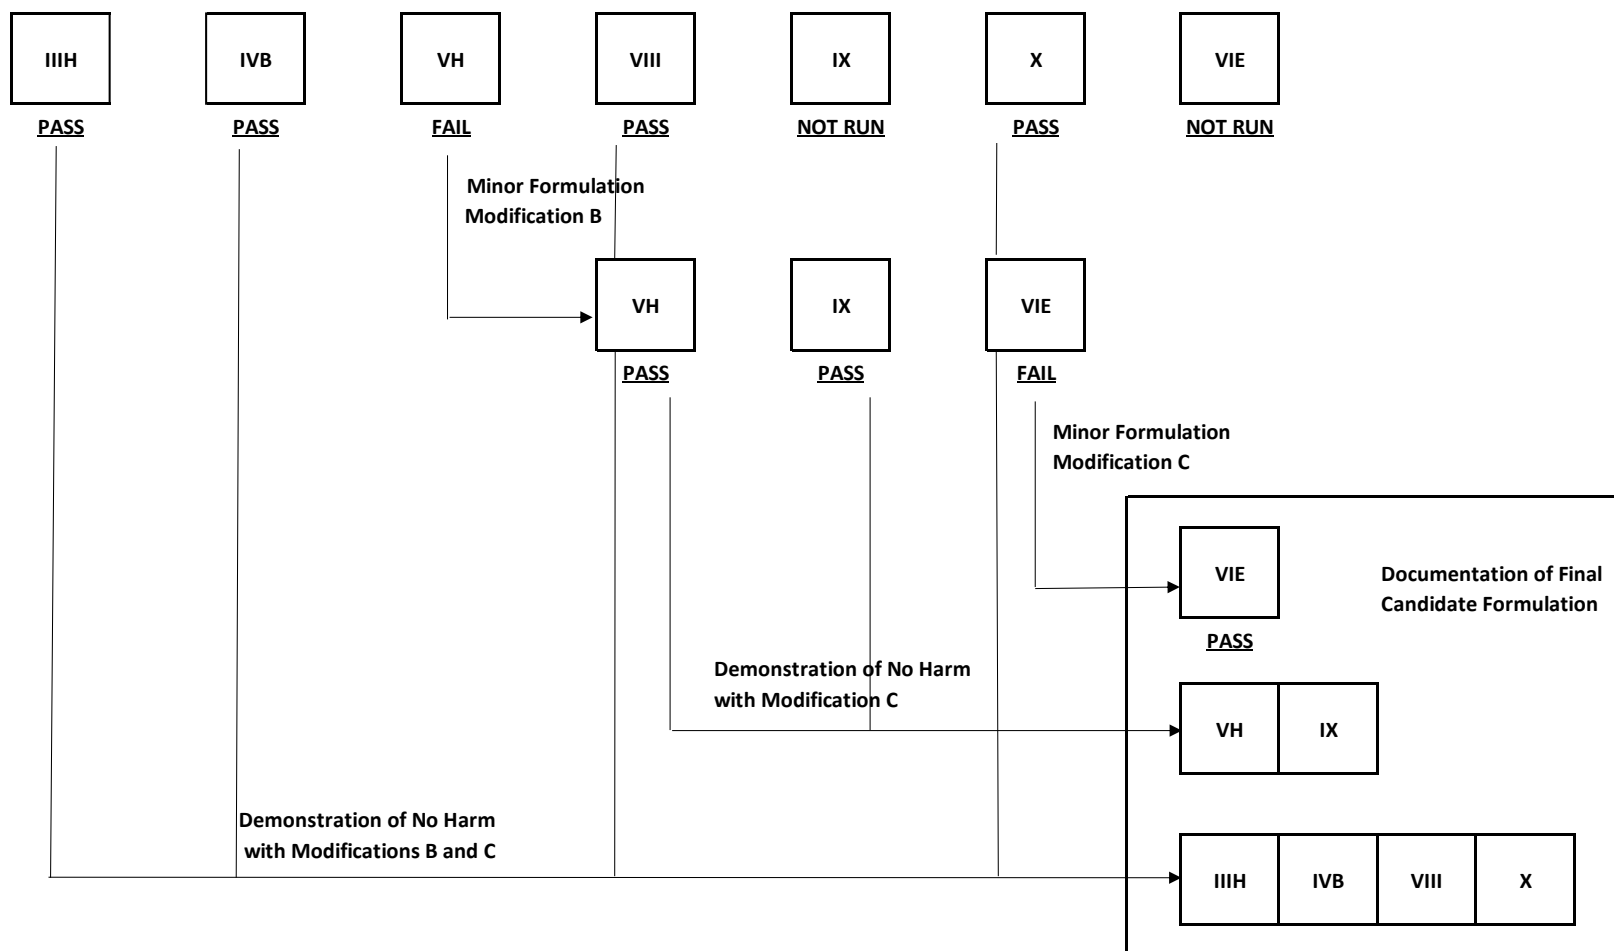 IIIH IVB VH VIII IX X VIE
PASS PASS FAIL PASS NOT RUN PASS NOT RUN
Minor Formulation
Modification B
VH IX VIE
PASS PASS FAIL
Minor Formulation
Modification C
VIE
PASS
Documentation of Final
Candidate Formulation
Demonstration of No Harm
with Modification C
VH IX
Demonstration of No Harm
with Modifications B and C
IIIH IVB VIII X